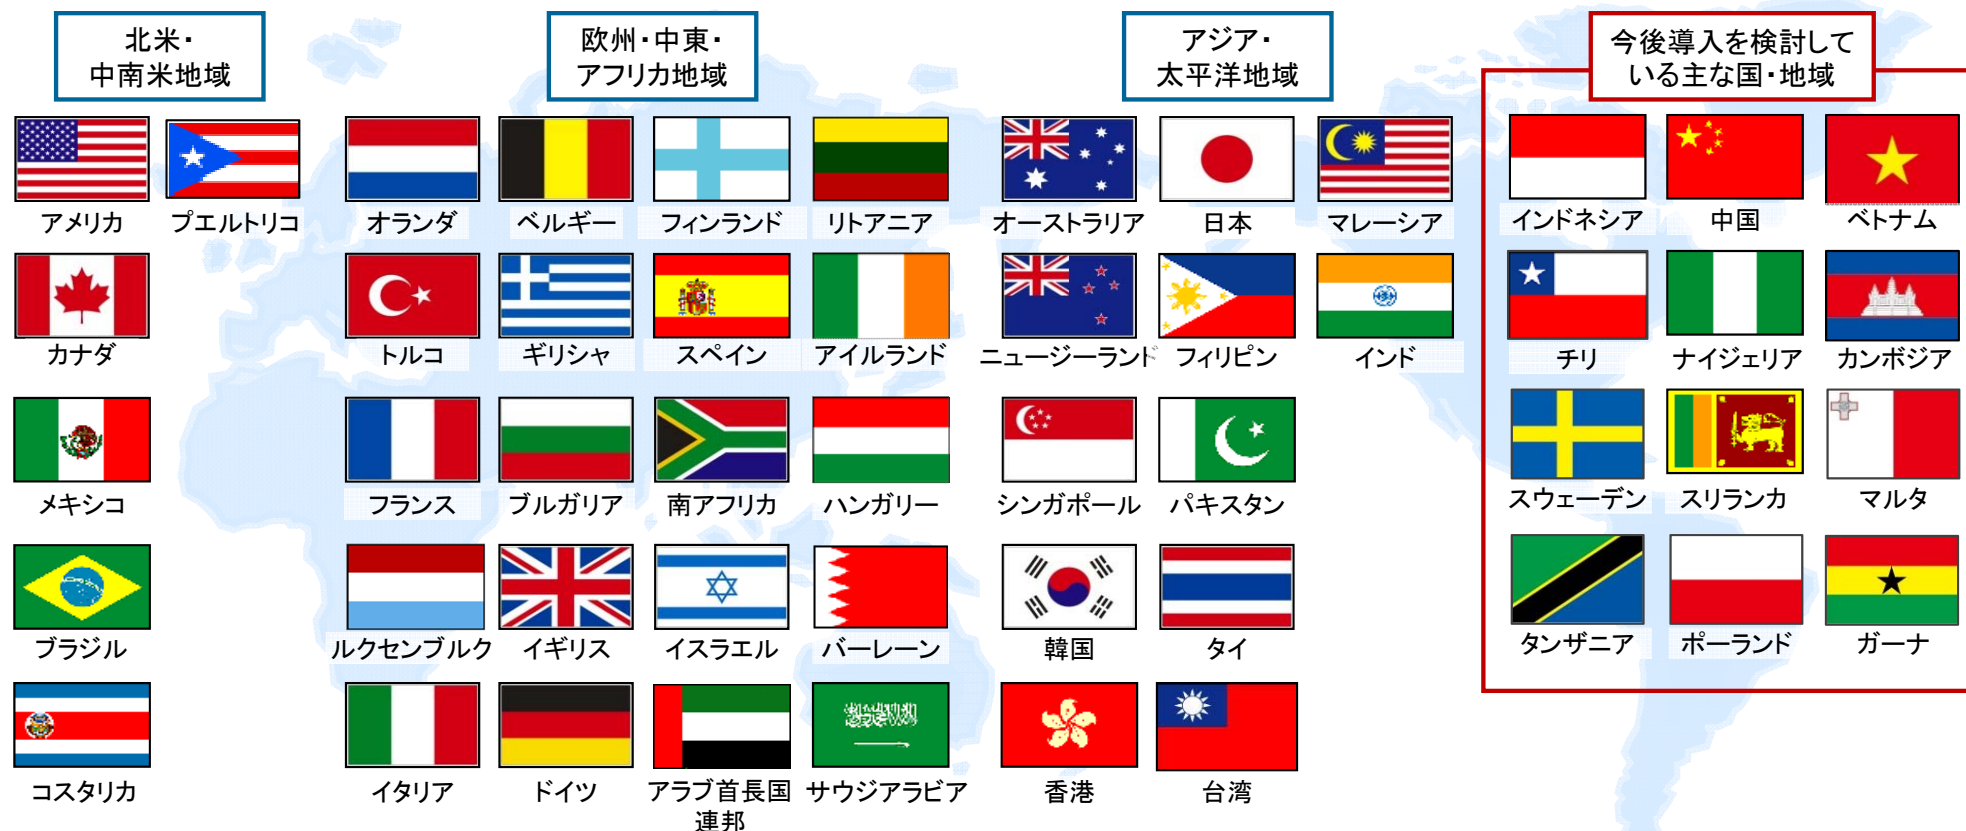 北米・
中南米地域
欧州・中東・
アフリカ地域
アジア・
太平洋地域
今後導入を検討して
いる主な国・地域
アメリカ
プエルトリコ
オランダ
ベルギー
フィンランド
リトアニア
オーストラリア
日本
マレーシア
インドネシア
中国
ベトナム
カナダ
トルコ
ギリシャ
スペイン
アイルランド
ニュージーランド
フィリピン
インド
チリ
ナイジェリア
カンボジア
メキシコ
フランス
ブルガリア
南アフリカ
ハンガリー
シンガポール
パキスタン
スウェーデン
スリランカ
マルタ
ブラジル
ルクセンブルク
イギリス
イスラエル
バーレーン
韓国
タイ
タンザニア
ポーランド
ガーナ
コスタリカ
イタリア
ドイツ
アラブ首長国
連邦
サウジアラビア
香港
台湾